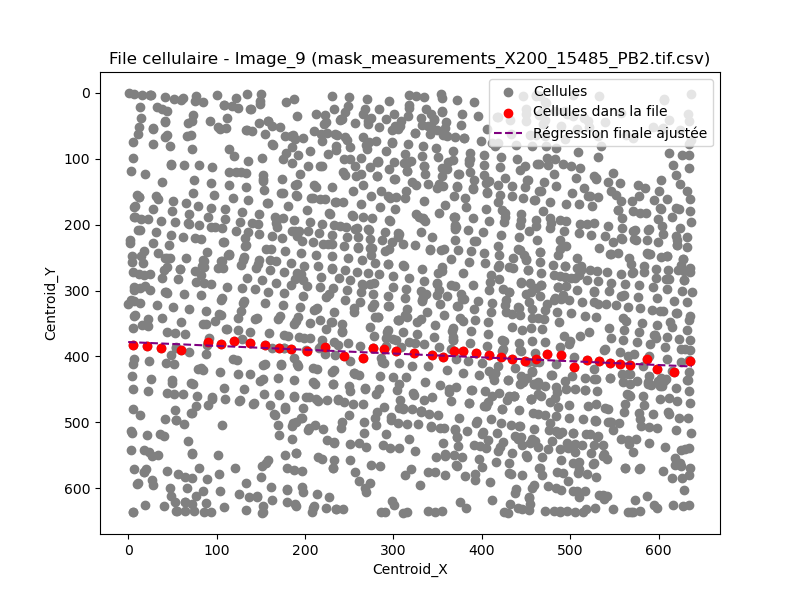 File cellulaire - Image_9 (mask_measurements_X200_15485_PB2.tif.csv)
Cellules
Cellules dans la file
Régression finale ajustée
0
100
200
300
400
500
600
Centroid_Y
0 100 200 300 400 500 600
Centroid_X